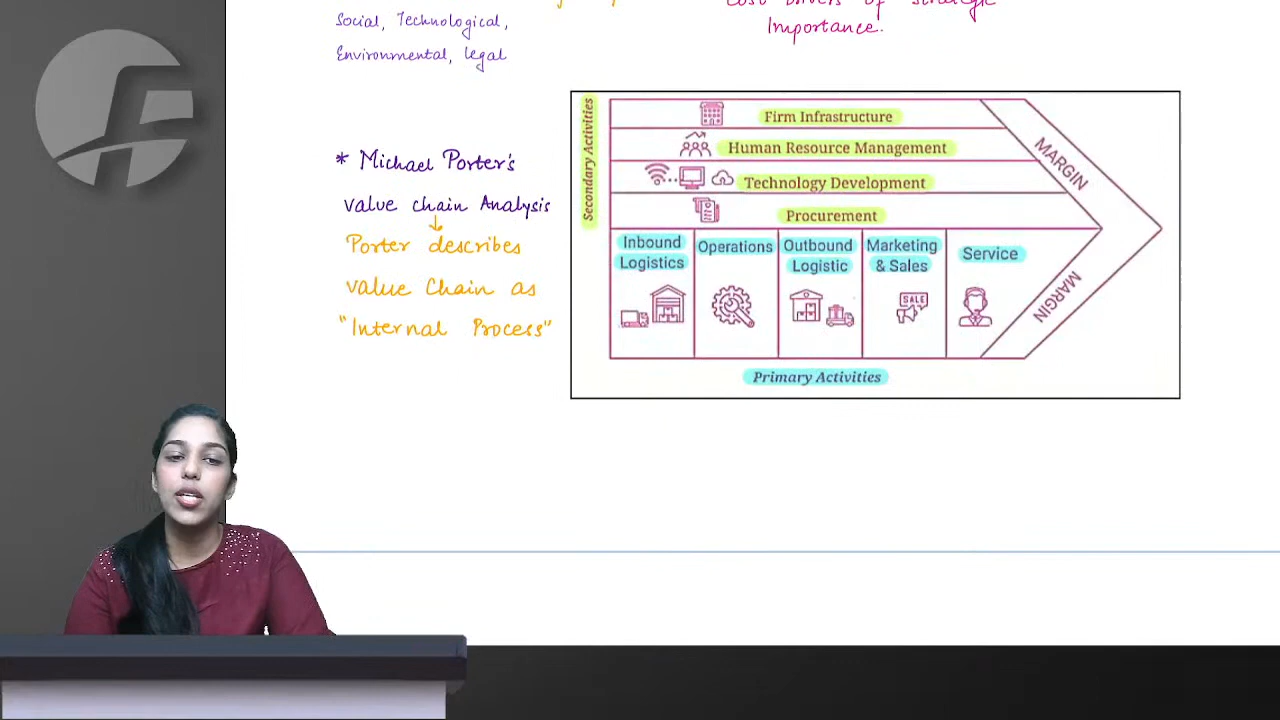 Social, Technological,
Environmental, legal
Importance.
* Michael Porter's
value chain Analysis
Porter describes
value Chain as
"Internal Process"
Secondary Activities
Firm Infrastructure
Human Resource Management
Technology Development
Procurement
MARGIN
Inbound
Logistics
Operations
Outbound
Logistic
Marketing
& Sales
SALE
Service
MARGIN
Primary Activities